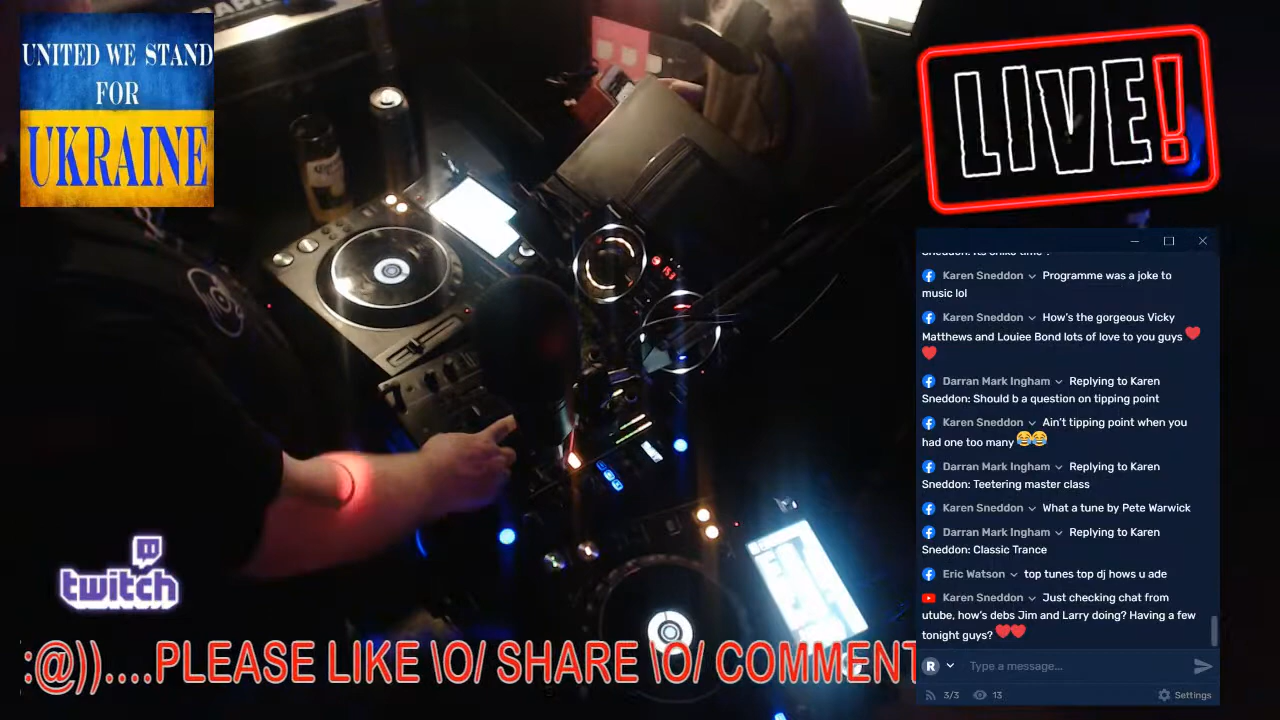 UNITED WE STAND
FOR
UKRAINE
LIVE!
Karen Sneddon Programme was a joke to
music lol
Karen Sneddon How's the gorgeous Vicky
Matthews and Louiee Bond lots of love to you guys ❤️
❤️
Darran Mark Ingham Replying to Karen
Sneddon: Should b a question on tipping point
Karen Sneddon Ain't tipping point when you
had one too many 😂😂
Darran Mark Ingham Replying to Karen
Sneddon: Teetering master class
Karen Sneddon What a tune by Pete Warwick
Darran Mark Ingham Replying to Karen
Sneddon: Classic Trance
Eric Watson top tunes top dj hows u ade
Karen Sneddon Just checking chat from
utube, how's debs Jim and Larry doing? Having a few
tonight guys? ❤️❤️
R Type a message...
3/3 13 Settings
twitch
:@))....PLEASE LIKE \O/ SHARE \O/ COMMENT